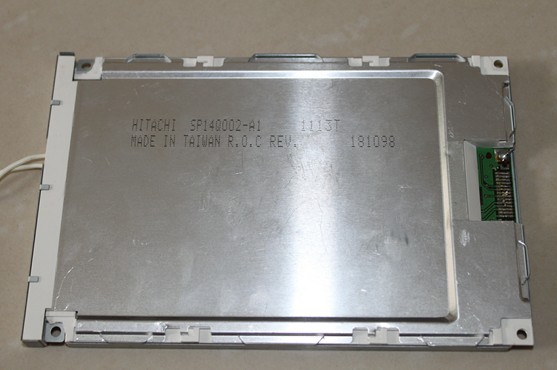 HITACHI SP14Q002-A1 1113T
MADE IN TAIWAN R.O.C REV. 181098